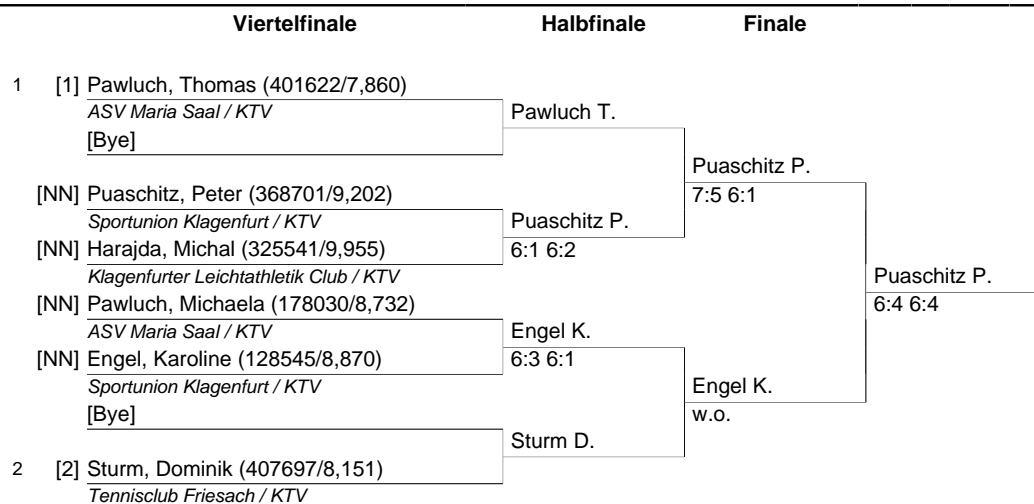 Viertelfinale Halbfinale Finale
1 [1] Pawluch, Thomas (401622/7,860)
ASV Maria Saal / KTV
Pawluch T.
[Bye]
Puaschitz P.
[NN] Puaschitz, Peter (368701/9,202)
7:5 6:1
Sportunion Klagenfurt / KTV
Puaschitz P.
[NN] Harajda, Michal (325541/9,955)
6:1 6:2
Klagenfurter Leichtathletik Club / KTV
Puaschitz P.
[NN] Pawluch, Michaela (178030/8,732)
6:4 6:4
ASV Maria Saal / KTV
Engel K.
[NN] Engel, Karoline (128545/8,870)
6:3 6:1
Sportunion Klagenfurt / KTV
Engel K.
[Bye]
w.o.
Sturm D.
2 [2] Sturm, Dominik (407697/8,151)
Tennisclub Friesach / KTV